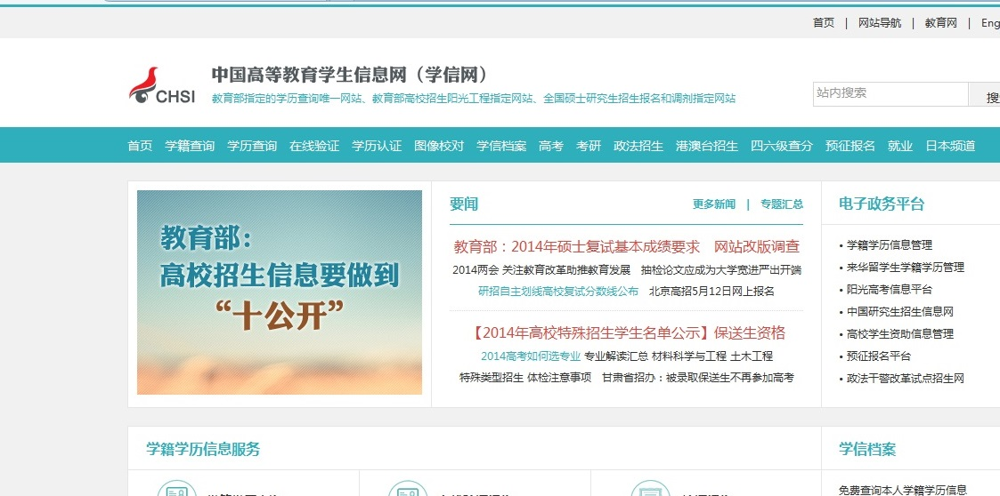 首页 | 网站导航 | 教育网 | Eng
CHSI
中国高等教育学生信息网（学信网）
教育部指定的学历查询唯一网站、教育部高校招生阳光工程指定网站、全国硕士研究生招生报名和调剂指定网站
站内搜索
首页 学籍查询 学历查询 在线验证 学历认证 图像校对 学信档案 高考 考研 政法招生 港澳台招生 四六级查分 预征报名 就业 日本频道
教育部：
高校招生信息要做到
“十公开”
要闻 更多新闻 | 专题汇总
教育部：2014年硕士复试基本成绩要求 网站改版调查
2014两会 关注教育改革助推教育发展 抽检论文应成为大学宽进严出开端
研招自主划线高校复试分数线公布 北京高招5月12日网上报名
【2014年高校特殊招生学生名单公示】保送生资格
2014高考如何选专业 专业解读汇总 材料科学与工程 土木工程
特殊类型招生 体检注意事项 甘肃省招办：被录取保送生不再参加高考
电子政务平台
• 学籍学历信息管理
• 来华留学生学籍学历管理
• 阳光高考信息平台
• 中国研究生招生信息网
• 高校学生资助信息管理
• 预征报名平台
• 政法干警改革试点招生网
学籍学历信息服务
学信档案
免费查询本人学籍学历信息